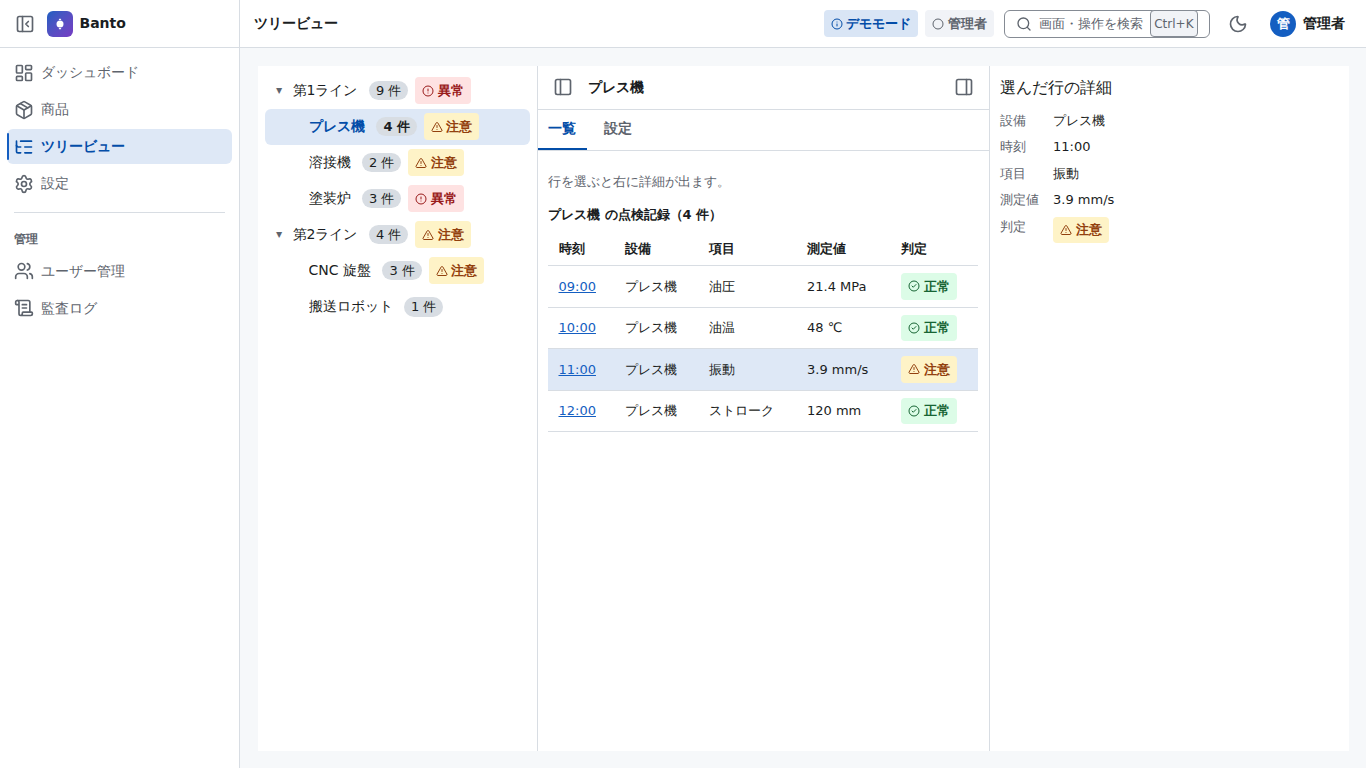 Banto
ツリービュー
デモモード
管理者
画面・操作を検索 Ctrl+K
管 管理者
ダッシュボード
商品
ツリービュー
設定
管理
ユーザー管理
監査ログ
▼ 第1ライン 9 件 異常
プレス機 4 件 注意
溶接機 2 件 注意
塗装炉 3 件 異常
▼ 第2ライン 4 件 注意
CNC 旋盤 3 件 注意
搬送ロボット 1 件
プレス機
一覧 設定
行を選ぶと右に詳細が出ます。
プレス機 の点検記録（4 件）
時刻 設備 項目 測定値 判定
09:00 プレス機 油圧 21.4 MPa 正常
10:00 プレス機 油温 48 ℃ 正常
11:00 プレス機 振動 3.9 mm/s 注意
12:00 プレス機 ストローク 120 mm 正常
選んだ行の詳細
設備 プレス機
時刻 11:00
項目 振動
測定値 3.9 mm/s
判定 注意